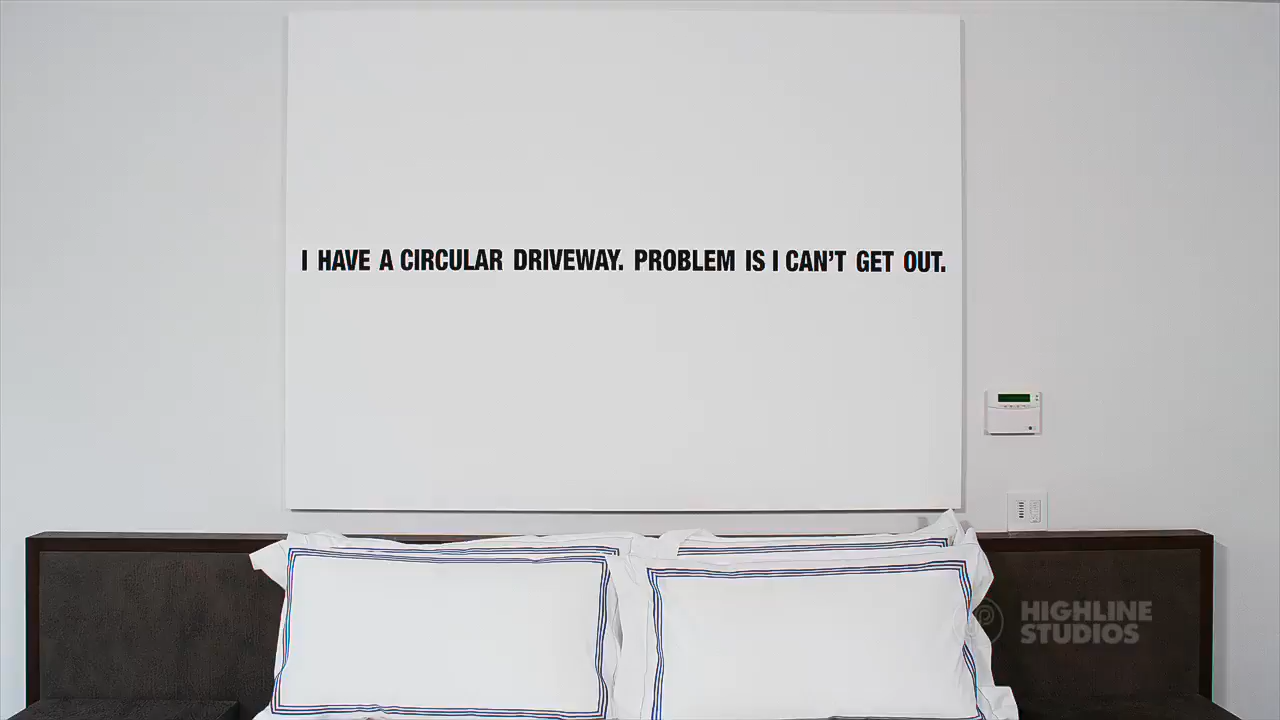 I HAVE A CIRCULAR DRIVEWAY. PROBLEM IS I CAN'T GET OUT.
HIGHLINE
STUDIOS